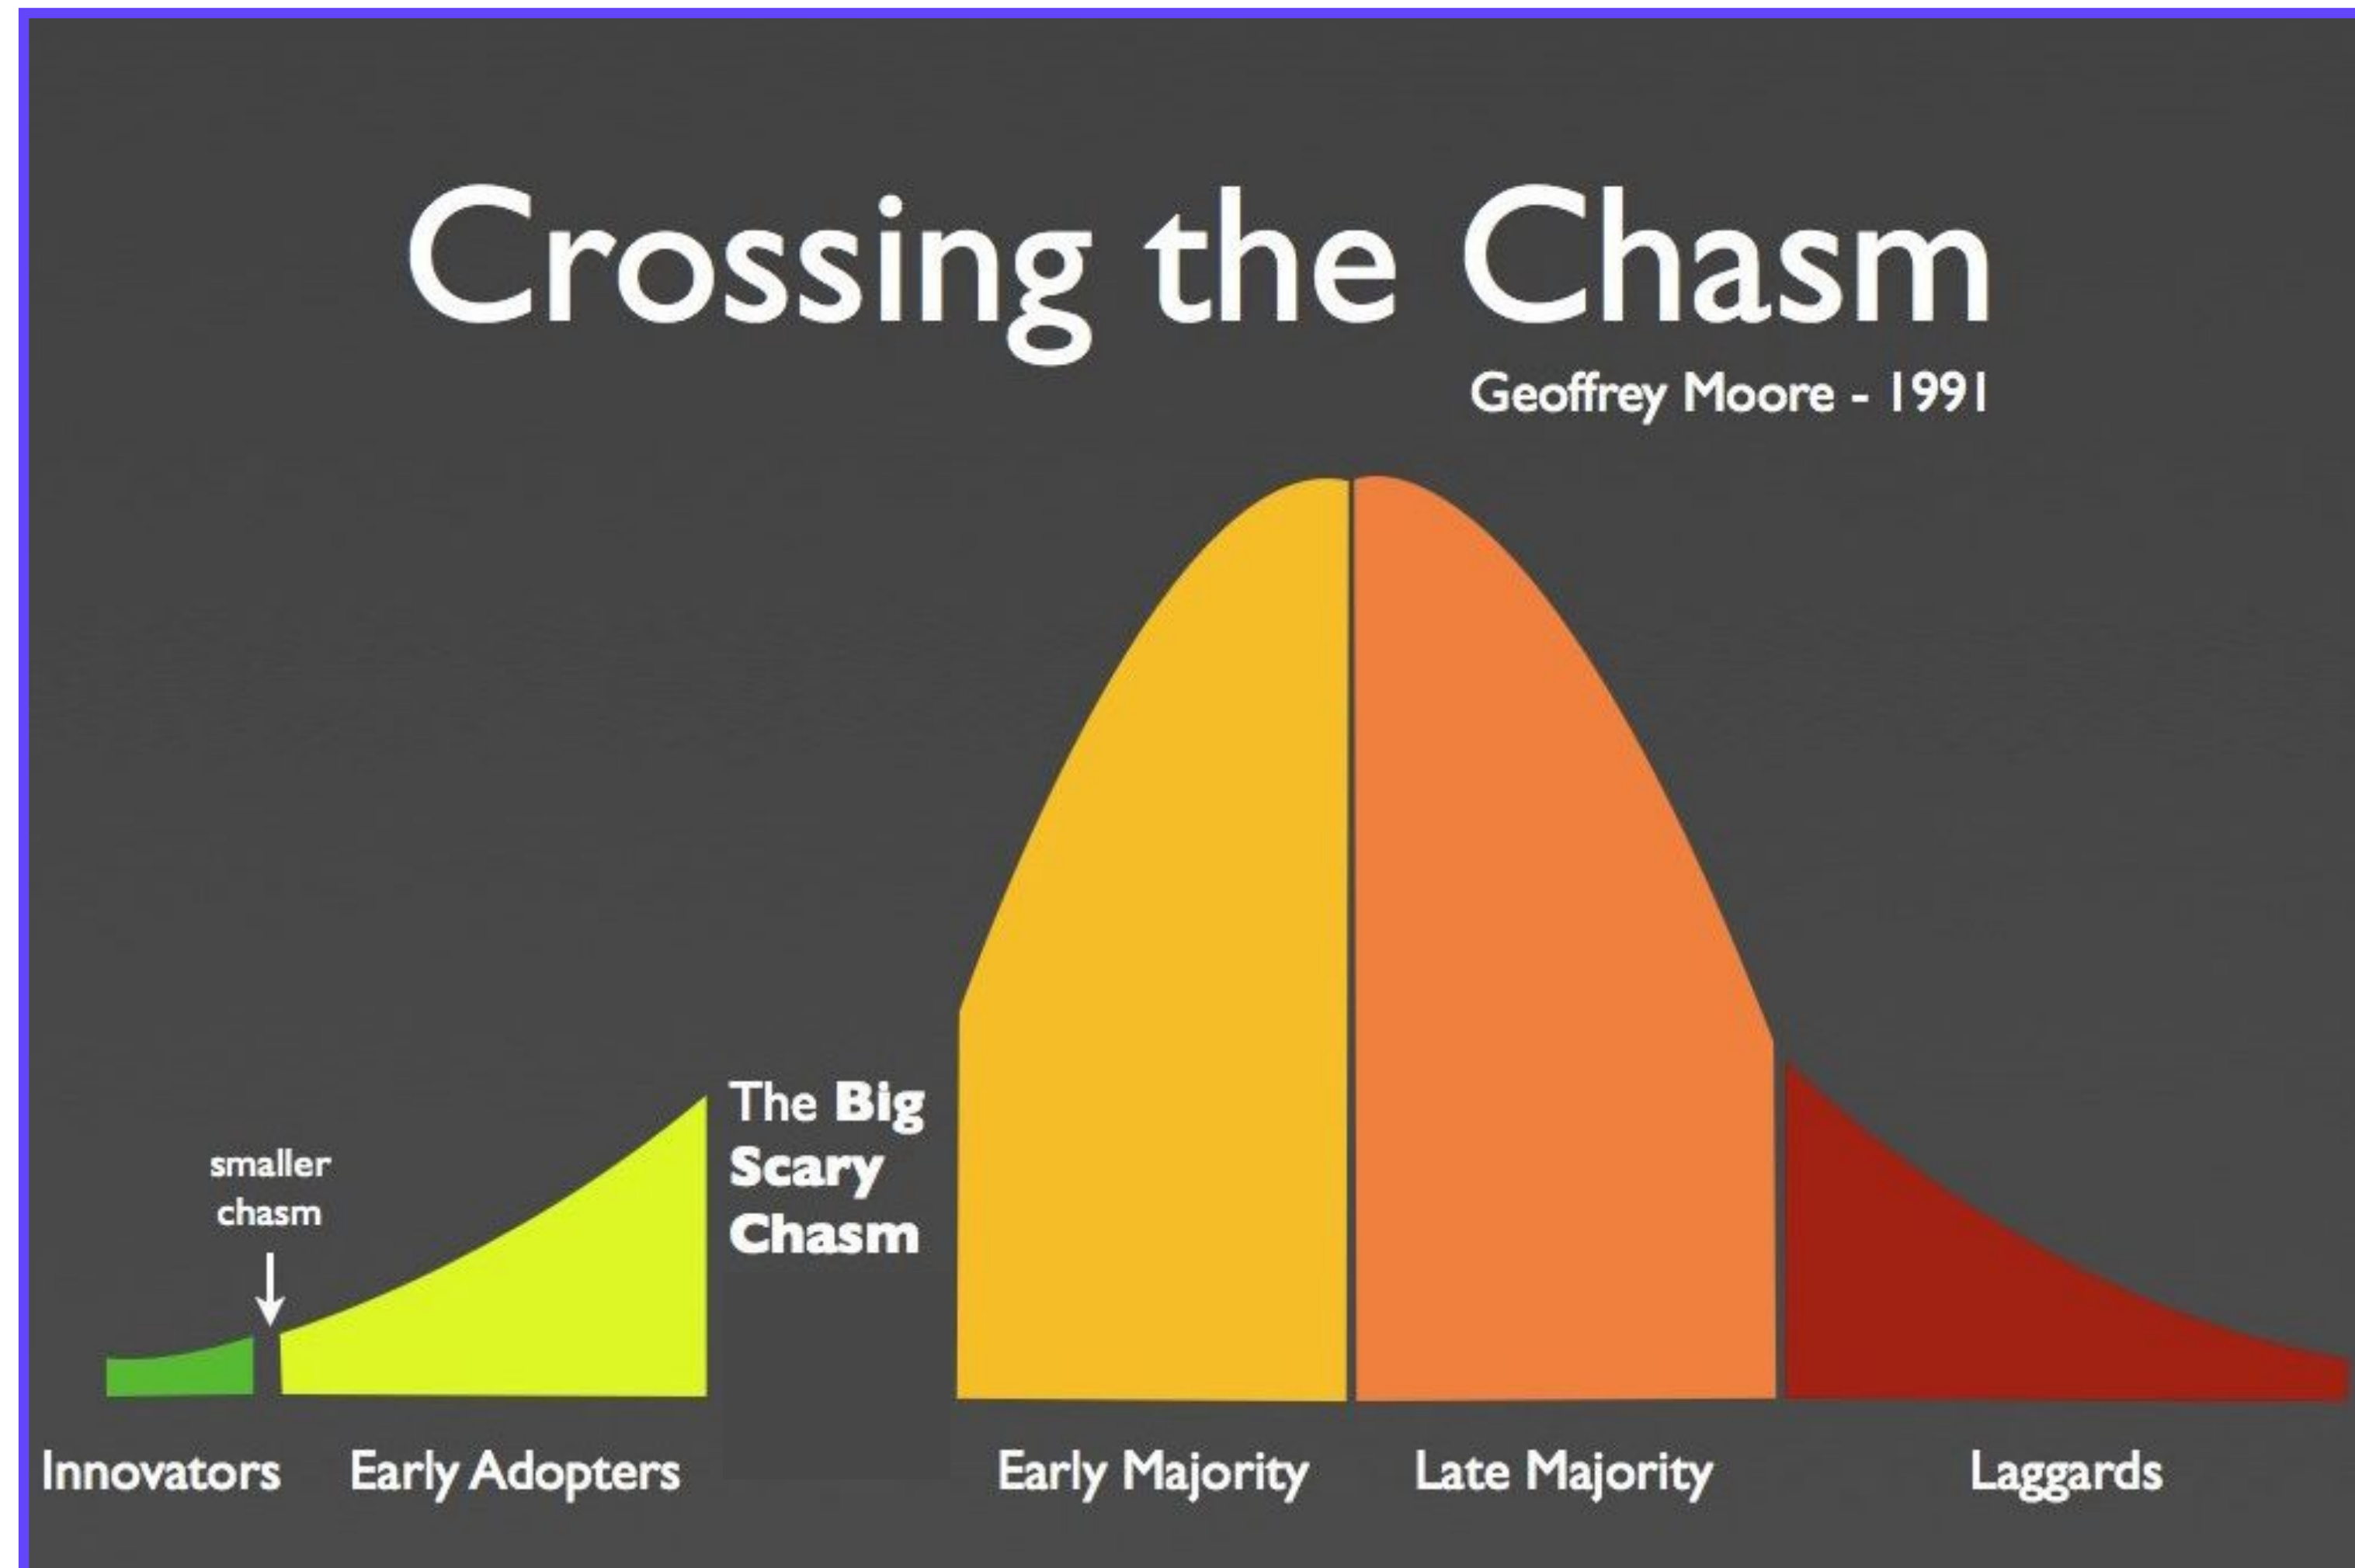 Crossing the Chasm
Geoffrey Moore - 1991
The Big
Scary
Chasm
smaller
chasm
Innovators
Early Adopters
Early Majority
Late Majority
Laggards